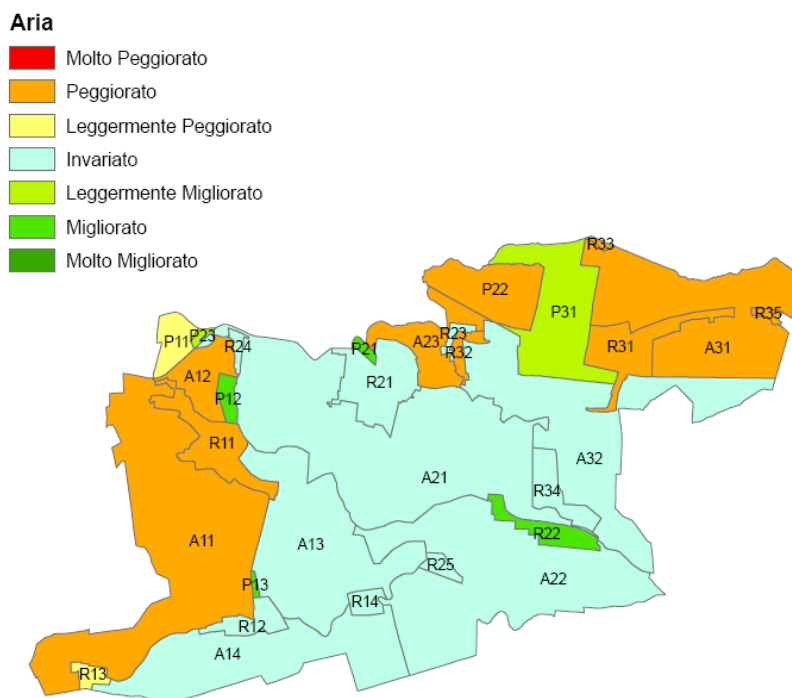 Aria
Molto Peggiorato
Peggiorato
Leggermente Peggiorato
Invariato
Leggermente Migliorato
Migliorato
Molto Migliorato
R33
P22
P31
R35
P11
P23
R24
R23
A23
R32
P21
R31
A31
A12
R21
P12
R11
A32
A21
R34
A11
A13
R22
R25
A22
P13
R14
R12
A14
R13